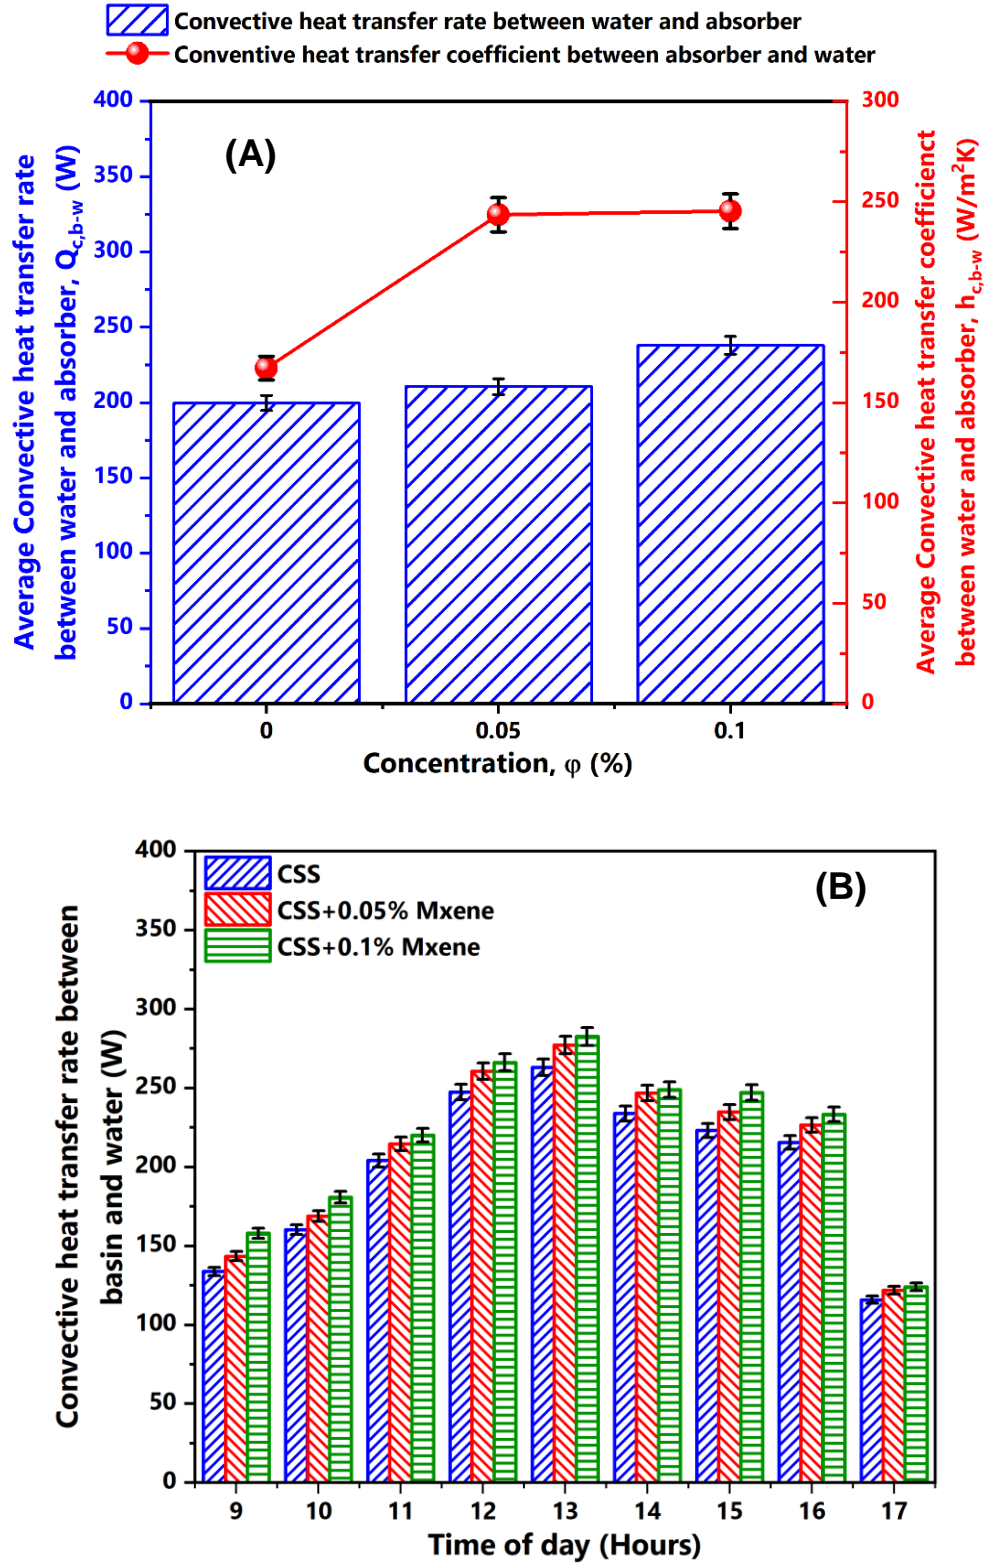 Convective heat transfer rate between water and absorber
Conventive heat transfer coefficient between absorber and water
(A)
Average Convective heat transfer rate
between water and absorber, Qc,b-w (W)
400
350
300
250
200
150
100
50
0
300
250
200
150
100
50
0
Average Convective heat transfer coefficienct
between water and absorber, hc,b-w (W/m²K)
0 0.05 0.1
Concentration, φ (%)
(B)
CSS
CSS+0.05% Mxene
CSS+0.1% Mxene
Convective heat transfer rate between
basin and water (W)
400
350
300
250
200
150
100
50
0
9 10 11 12 13 14 15 16 17
Time of day (Hours)